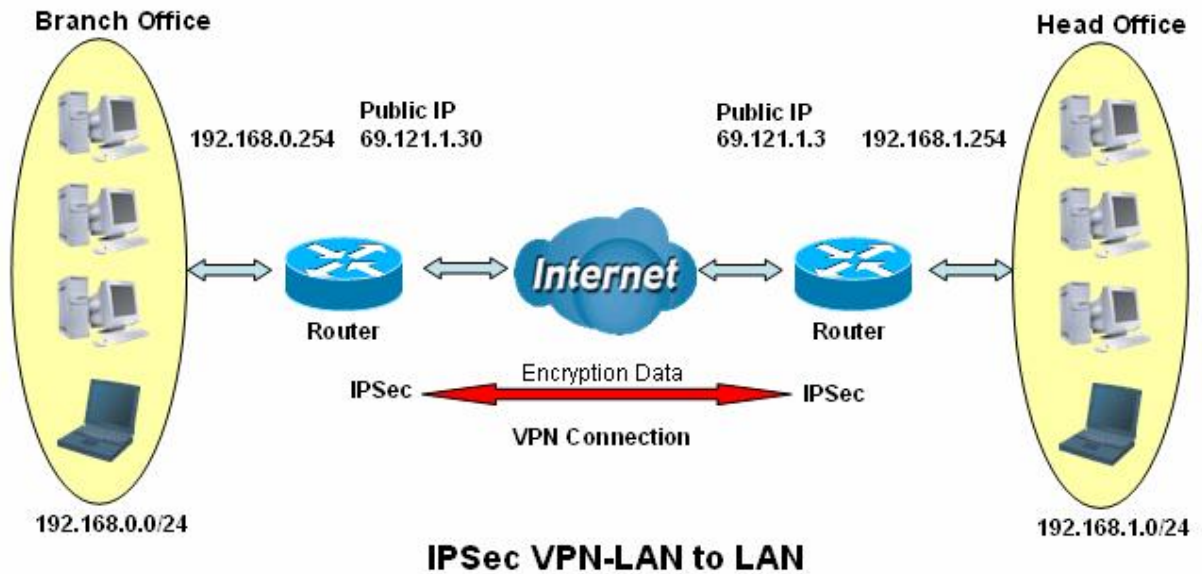 Branch Office
Head Office
Public IP
Public IP
192.168.0.254
69.121.1.30
69.121.1.3
192.168.1.254
Internet
Router
Router
Encryption Data
IPSec
IPSec
VPN Connection
192.168.0.0/24
192.168.1.0/24
IPSec VPN-LAN to LAN